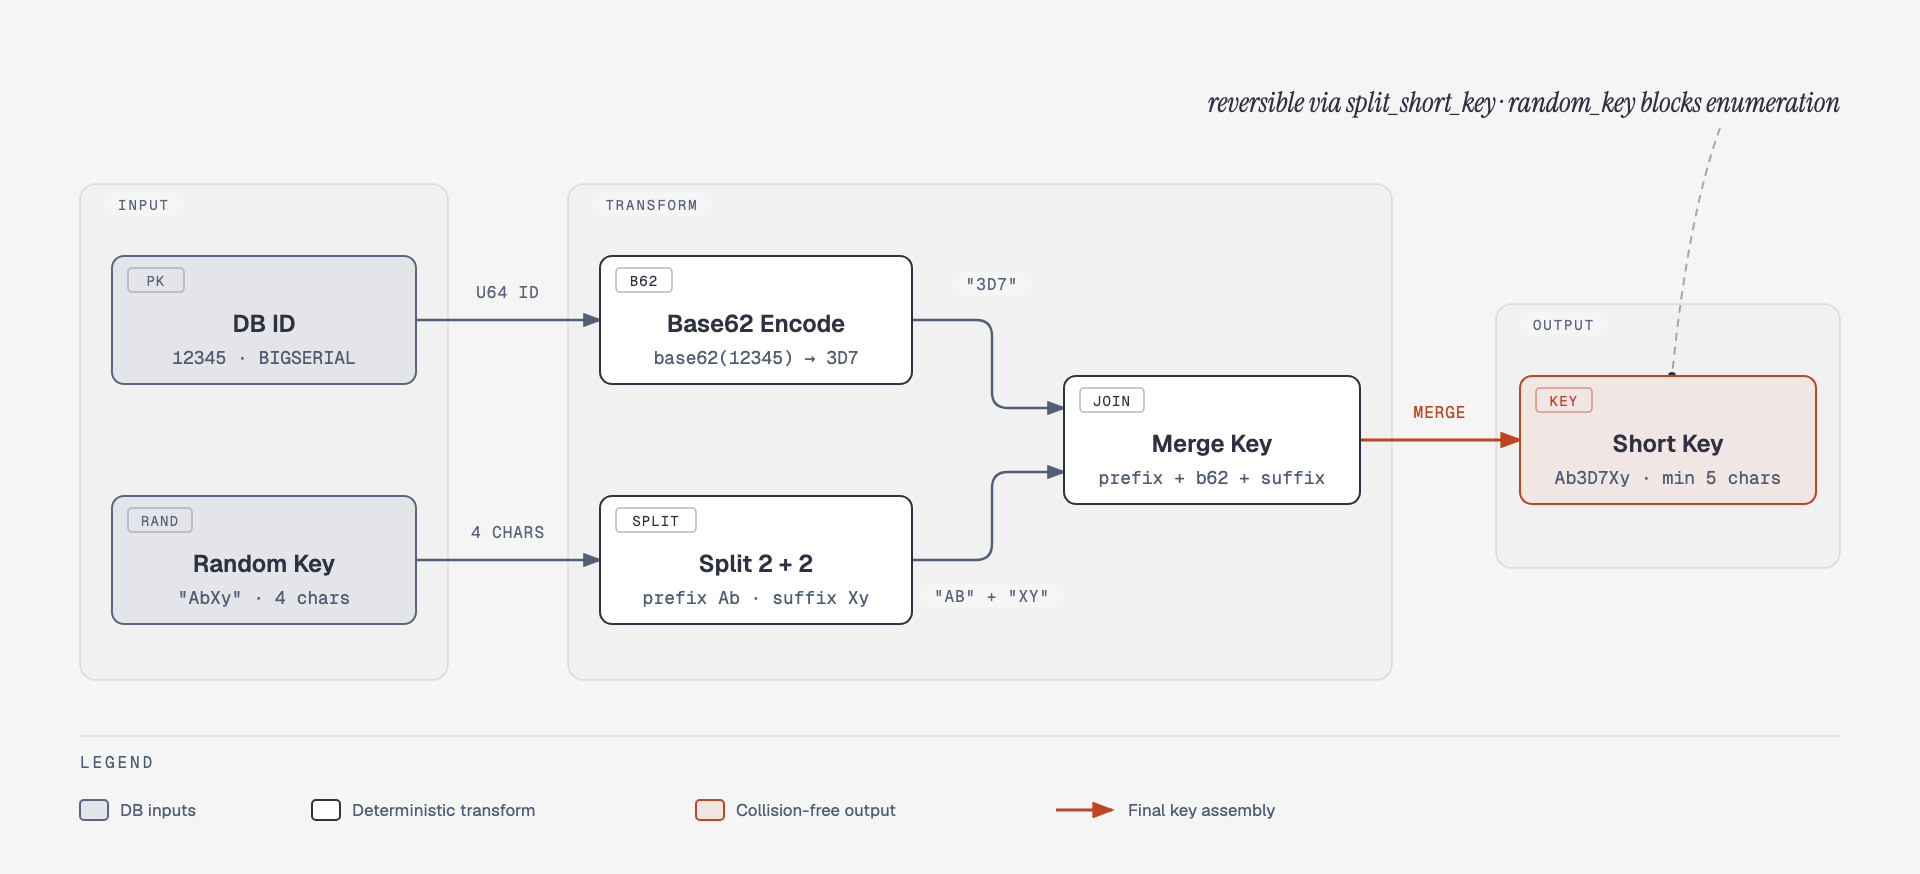 reversible via split_short_key · random_key blocks enumeration
INPUT
PK
DB ID
12345 · BIGSERIAL
RAND
Random Key
"AbXy" · 4 chars
U64 ID
4 CHARS
TRANSFORM
B62
Base62 Encode
base62(12345) → 3D7
SPLIT
Split 2 + 2
prefix Ab · suffix Xy
"3D7"
"AB" + "XY"
JOIN
Merge Key
prefix + b62 + suffix
MERGE
OUTPUT
KEY
Short Key
Ab3D7Xy · min 5 chars
LEGEND
DB inputs
Deterministic transform
Collision-free output
Final key assembly